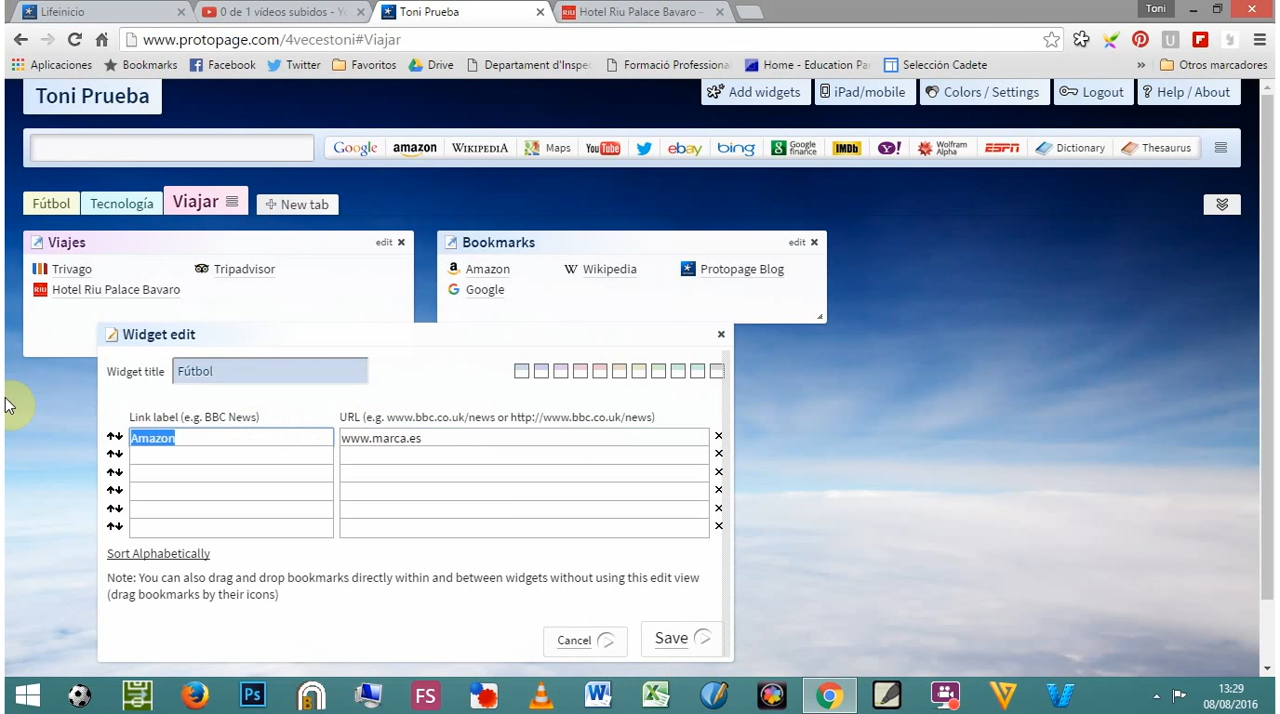 Lifeinicio
0 de 1 vídeos subidos - Yo
Toni Prueba
Hotel Riu Palace Bavaro –
Toni
www.protopage.com/4vecestoni#Viajar
Aplicaciones
Bookmarks
Facebook
Twitter
Favoritos
Drive
Departament d'Inspe
Formació Professional
Home - Education Pa
Selección Cadete
»
Otros marcadores
Toni Prueba
Add widgets
iPad/mobile
Colors / Settings
Logout
? Help / About
Google
amazon
WIKIPEDIA
Maps
YouTube
ebay
bing
Google finance
IMDb
Y!
Wolfram Alpha
ESPN
Dictionary
Thesaurus
Fútbol
Tecnología
Viajar
+ New tab
Viajes
edit
Bookmarks
edit
Trivago
Tripadvisor
Amazon
W Wikipedia
Protopage Blog
RIU Hotel Riu Palace Bavaro
Google
Widget edit
Widget title
Fútbol
Link label (e.g. BBC News)
URL (e.g. www.bbc.co.uk/news or http://www.bbc.co.uk/news)
Amazon
www.marca.es
Sort Alphabetically
Note: You can also drag and drop bookmarks directly within and between widgets without using this edit view
(drag bookmarks by their icons)
Cancel
Save
Ps
FS
13:29
08/08/2016